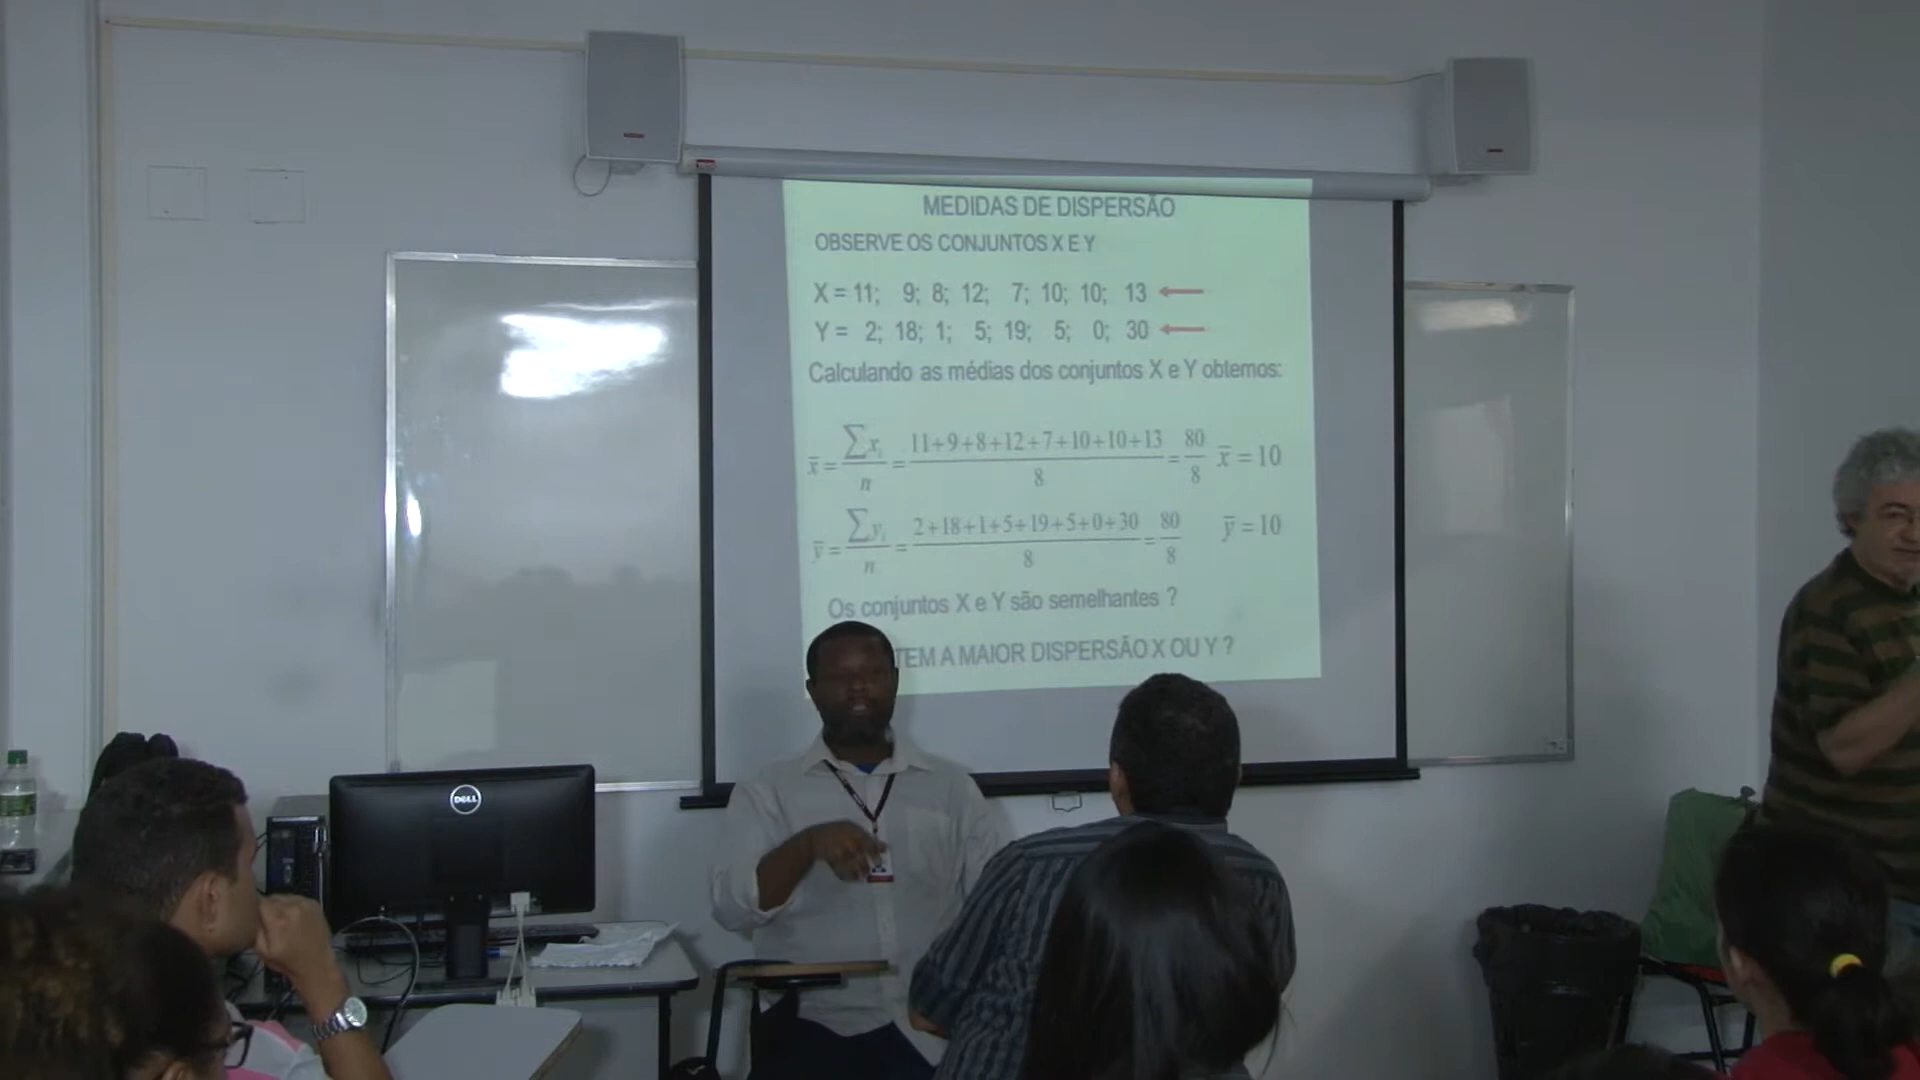 MEDIDAS DE DISPERSÃO
OBSERVE OS CONJUNTOS X E Y
X = 11; 9; 8; 12; 7; 10; 10; 13
Y = 2; 18; 1; 5; 19; 5; 0; 30
Calculando as médias dos conjuntos X e Y obtemos:
x̄ = ∑xᵢ/n = 11+9+8+12+7+10+10+13/8 = 80/8 x̄ = 10
ȳ = ∑yᵢ/n = 2+18+1+5+19+5+0+30/8 = 80/8 ȳ = 10
Os conjuntos X e Y são semelhantes ?
TEM A MAIOR DISPERSÃO X OU Y ?
DELL